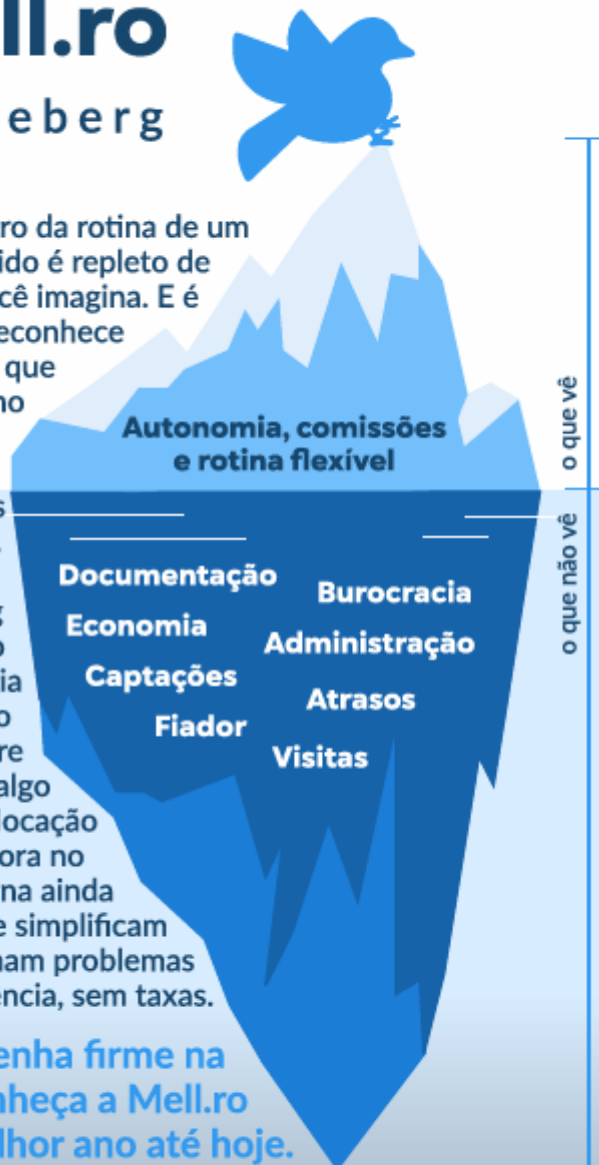 ll.ro
eberg
ro da rotina de um
ido é repleto de
cê imagina. E é
econhece
que
no
Autonomia, comissões
e rotina flexível
o que vê
o que não vê
s
Documentação
Burocracia
Economia
Administração
Captações
Atrasos
Fiador
Visitas
g
o
ia
o
re
algo
locação
ora no
na ainda
e simplificam
nam problemas
ência, sem taxas.
enha firme na
nheça a Mell.ro
lhor ano até hoje.